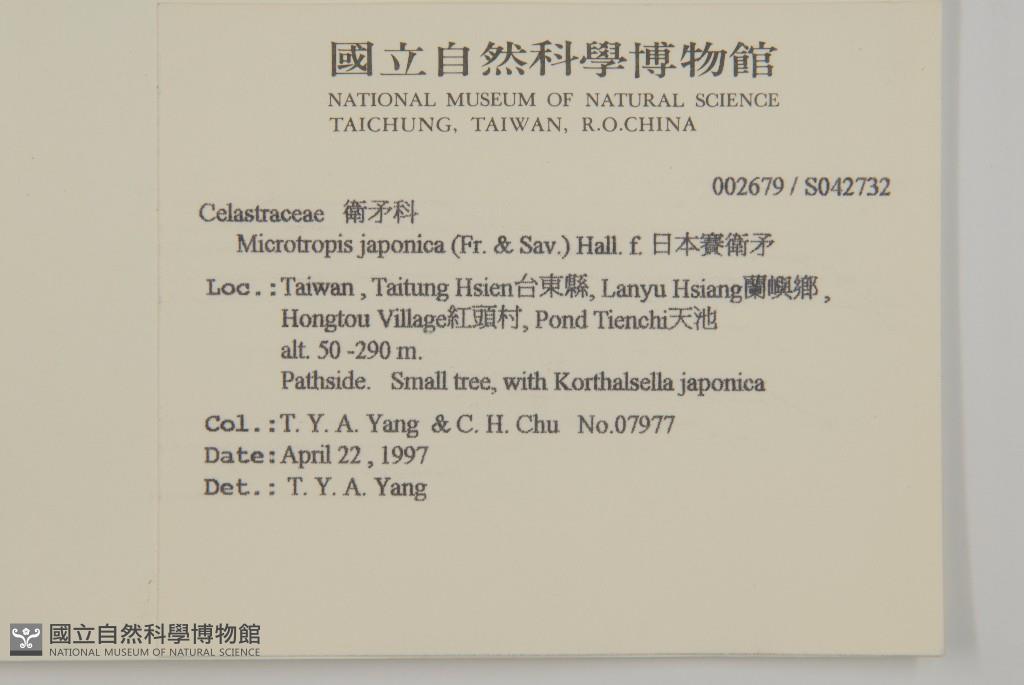 國立自然科學博物館
NATIONAL MUSEUM OF NATURAL SCIENCE
TAICHUNG, TAIWAN, R.O.CHINA
002679 / S042732
Celastraceae 衛矛科
Microtropis japonica (Fr. & Sav.) Hall. f. 日本賽衛矛
Loc.:Taiwan , Taitung Hsien台東縣, Lanyu Hsiang蘭嶼鄉 ,
Hongtou Village紅頭村, Pond Tienchi天池
alt. 50 -290 m.
Pathside. Small tree, with Korthalsella japonica
Col.:T. Y. A. Yang & C. H. Chu No.07977
Date:April 22 , 1997
Det.: T. Y. A. Yang
國立自然科學博物館
NATIONAL MUSEUM OF NATURAL SCIENCE